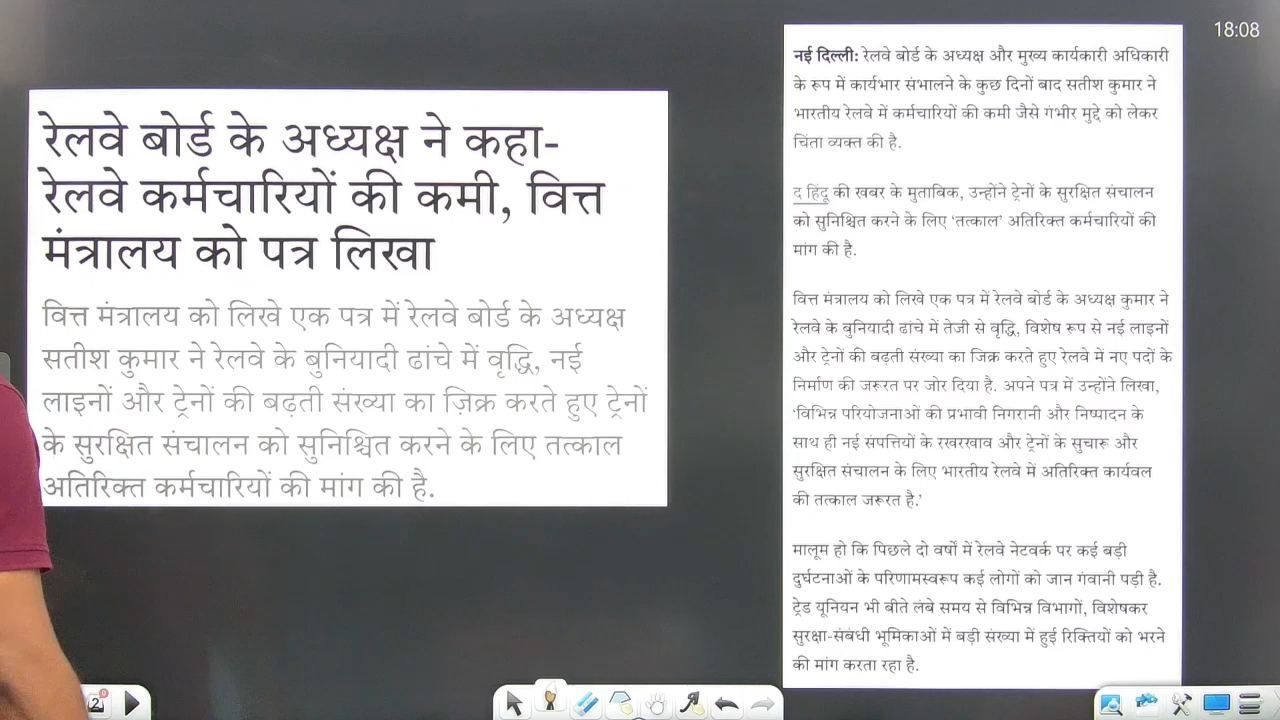 रेलवे बोर्ड के अध्यक्ष ने कहा-
रेलवे कर्मचारियों की कमी, वित्त
मंत्रालय को पत्र लिखा
वित्त मंत्रालय को लिखे एक पत्र में रेलवे बोर्ड के अध्यक्ष
सतीश कुमार ने रेलवे के बुनियादी ढांचे में वृद्धि, नई
लाइनों और ट्रेनों की बढ़ती संख्या का ज़िक्र करते हुए ट्रेनों
के सुरक्षित संचालन को सुनिश्चित करने के लिए तत्काल
अतिरिक्त कर्मचारियों की मांग की है.
18:08
नई दिल्ली: रेलवे बोर्ड के अध्यक्ष और मुख्य कार्यकारी अधिकारी
के रूप में कार्यभार संभालने के कुछ दिनों बाद सतीश कुमार ने
भारतीय रेलवे में कर्मचारियों की कमी जैसे गंभीर मुद्दे को लेकर
चिंता व्यक्त की है.
द हिंदू की खबर के मुताबिक, उन्होंने ट्रेनों के सुरक्षित संचालन
को सुनिश्चित करने के लिए ‘तत्काल’ अतिरिक्त कर्मचारियों की
मांग की है.
वित्त मंत्रालय को लिखे एक पत्र में रेलवे बोर्ड के अध्यक्ष कुमार ने
रेलवे के बुनियादी ढांचे में तेजी से वृद्धि, विशेष रूप से नई लाइनों
और ट्रेनों की बढ़ती संख्या का जिक्र करते हुए रेलवे में नए पदों के
निर्माण की जरूरत पर जोर दिया है. अपने पत्र में उन्होंने लिखा,
‘विभिन्न परियोजनाओं की प्रभावी निगरानी और निष्पादन के
साथ ही नई संपत्तियों के रखरखाव और ट्रेनों के सुचारू और
सुरक्षित संचालन के लिए भारतीय रेलवे में अतिरिक्त कार्यबल
की तत्काल जरूरत है.’
मालूम हो कि पिछले दो वर्षों में रेलवे नेटवर्क पर कई बड़ी
दुर्घटनाओं के परिणामस्वरूप कई लोगों को जान गंवानी पड़ी है.
ट्रेड यूनियन भी बीते लंबे समय से विभिन्न विभागों, विशेषकर
सुरक्षा-संबंधी भूमिकाओं में बड़ी संख्या में हुई रिक्तियों को भरने
की मांग करता रहा है.
2